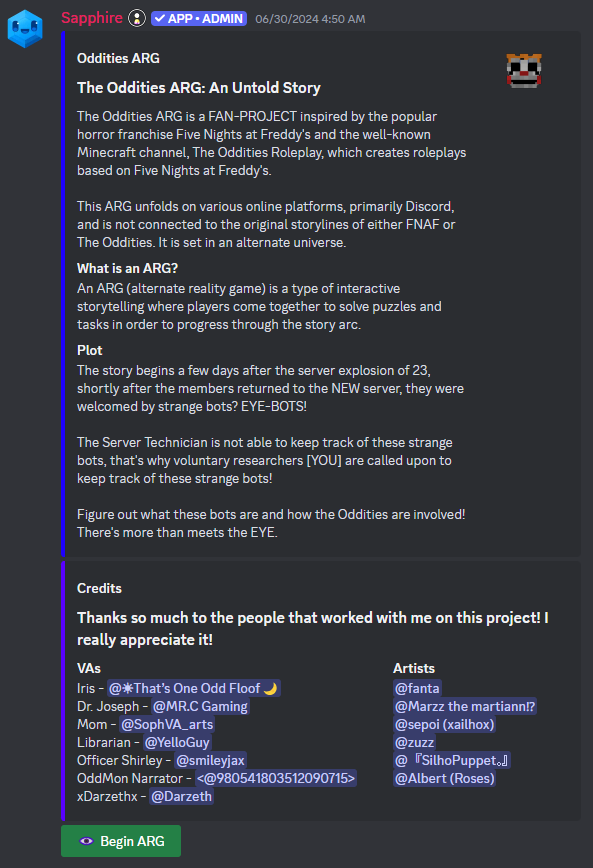 Sapphire ✓ APP • ADMIN 06/30/2024 4:50 AM
Oddities ARG
The Oddities ARG: An Untold Story
The Oddities ARG is a FAN-PROJECT inspired by the popular
horror franchise Five Nights at Freddy's and the well-known
Minecraft channel, The Oddities Roleplay, which creates roleplays
based on Five Nights at Freddy's.
This ARG unfolds on various online platforms, primarily Discord,
and is not connected to the original storylines of either FNAF or
The Oddities. It is set in an alternate universe.
What is an ARG?
An ARG (alternate reality game) is a type of interactive
storytelling where players come together to solve puzzles and
tasks in order to progress through the story arc.
Plot
The story begins a few days after the server explosion of 23,
shortly after the members returned to the NEW server, they were
welcomed by strange bots? EYE-BOTS!
The Server Technician is not able to keep track of these strange
bots, that's why voluntary researchers [YOU] are called upon to
keep track of these strange bots!
Figure out what these bots are and how the Oddities are involved!
There's more than meets the EYE.
Credits
Thanks so much to the people that worked with me on this project! I
really appreciate it!
VAs
Iris - @☀That's One Odd Floof 🌙
Dr. Joseph - @MR.C Gaming
Mom - @SophVA_arts
Librarian - @YelloGuy
Officer Shirley - @smileyjax
OddMon Narrator - <@980541803512090715>
xDarzethx - @Darzeth
Artists
@fanta
@Marzz the martiann!?
@sepoi (xailhox)
@zuzz
@『SilhoPuppet。』
@Albert (Roses)
Begin ARG